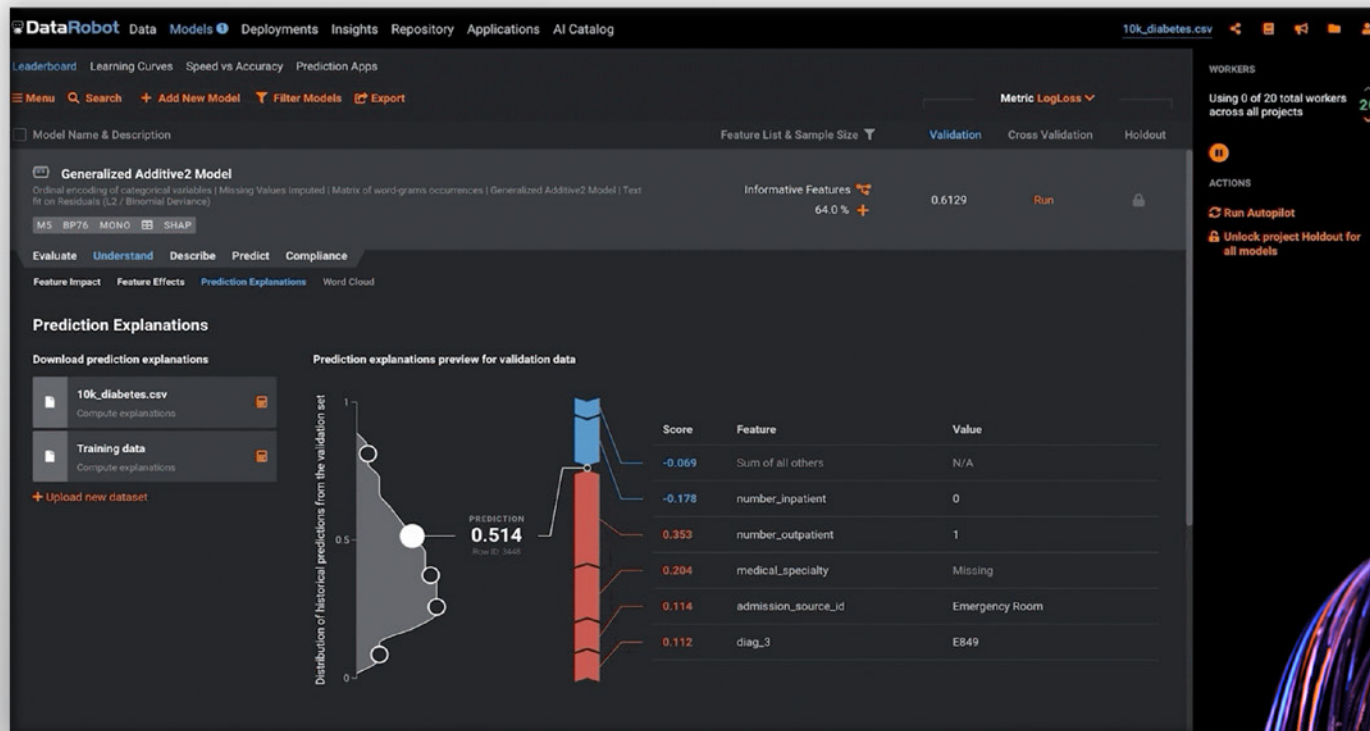 DataRobot Data Models 1 Deployments Insights Repository Applications AI Catalog 10k_diabetes.csv
Leaderboard Learning Curves Speed vs Accuracy Prediction Apps
Menu Search + Add New Model Filter Models Export
Metric LogLoss
Model Name & Description Feature List & Sample Size Validation Cross Validation Holdout
Generalized Additive2 Model
Ordinal encoding of categorical variables | Missing Values Imputed | Matrix of word-grams occurrences | Generalized Additive2 Model | Text
fit on Residuals (L2 / Binomial Deviance)
Informative Features
64.0 % +
0.6129 Run
M5 BP76 MONO SHAP
Evaluate Understand Describe Predict Compliance
Feature Impact Feature Effects Prediction Explanations Word Cloud
Prediction Explanations
Download prediction explanations
10k_diabetes.csv
Compute explanations
Training data
Compute explanations
+ Upload new dataset
Prediction explanations preview for validation data
Distribution of historical predictions from the validation set
1
0.5
0
PREDICTION
0.514
Row ID: 3448
Score Feature Value
-0.069 Sum of all others N/A
-0.178 number_inpatient 0
0.353 number_outpatient 1
0.204 medical_specialty Missing
0.114 admission_source_id Emergency Room
0.112 diag_3 E849
WORKERS
Using 0 of 20 total workers
across all projects
ACTIONS
Run Autopilot
Unlock project Holdout for
all models